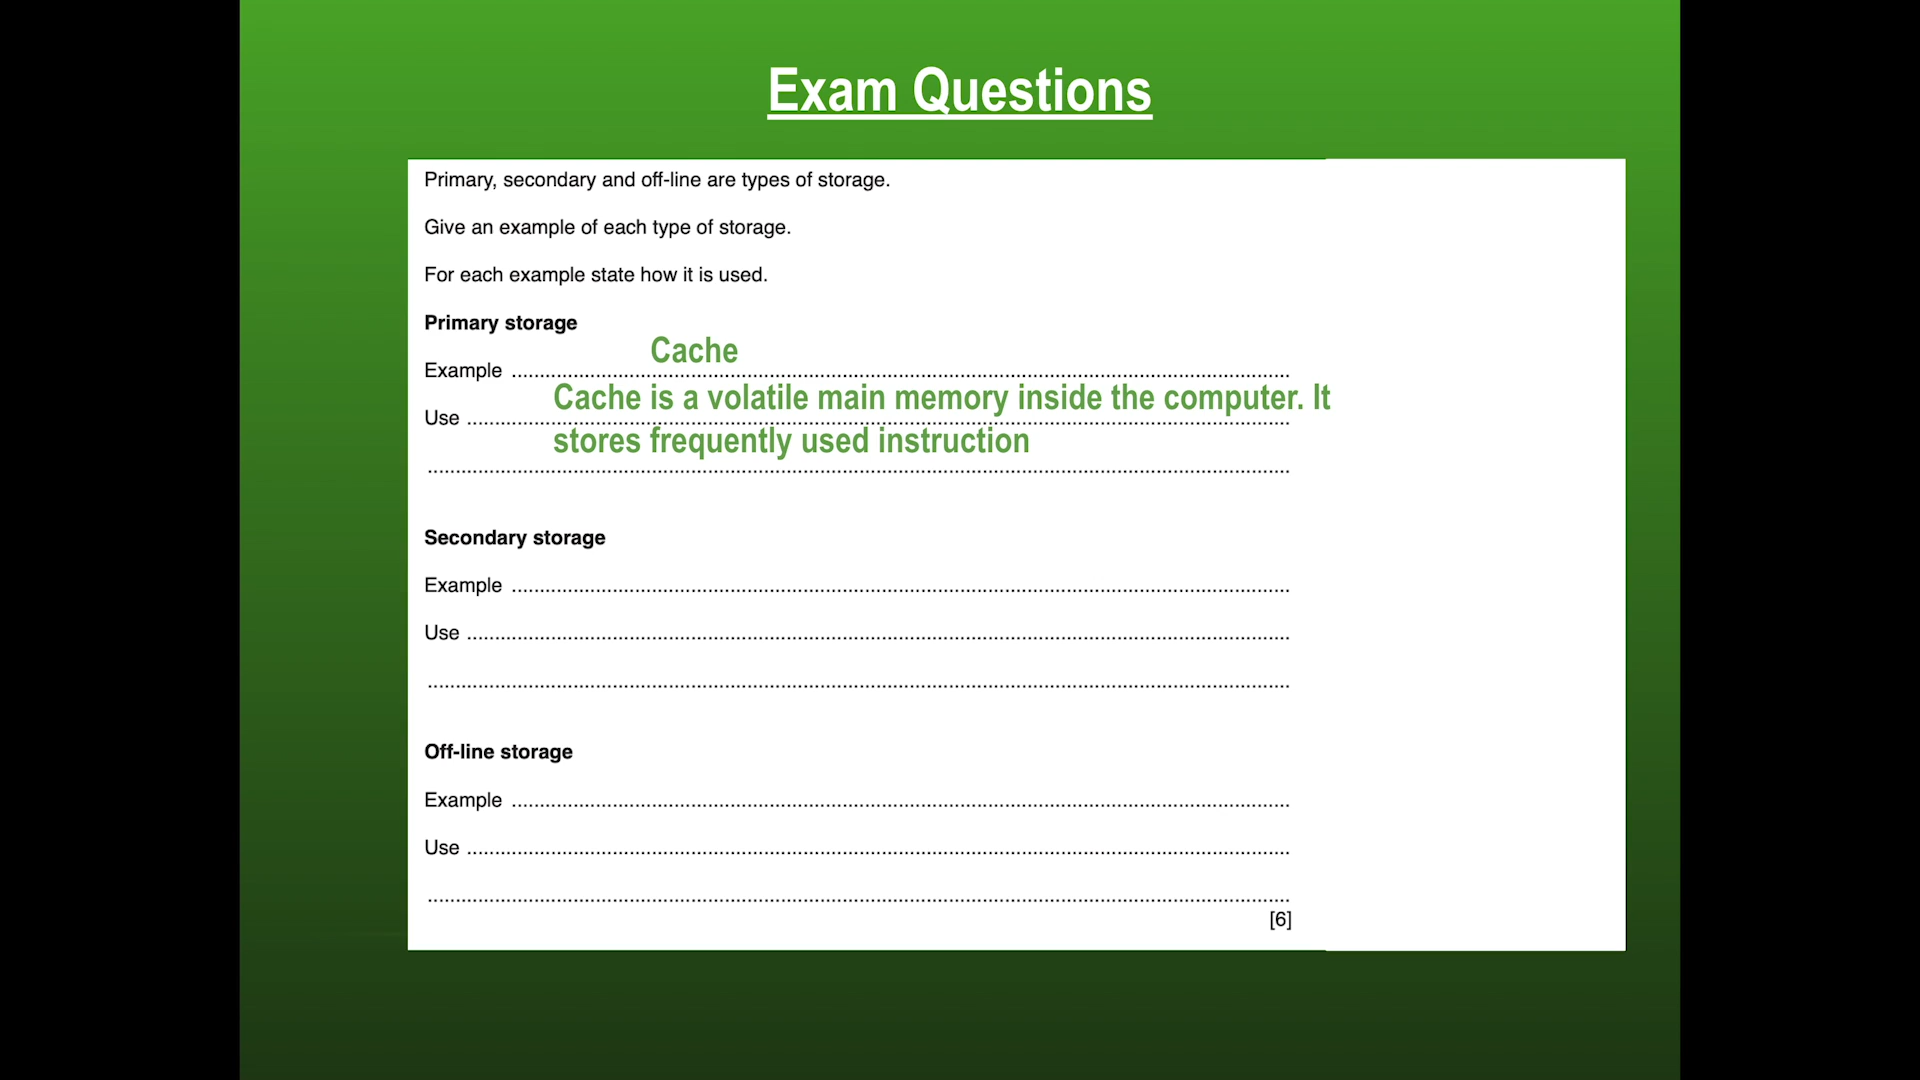 Exam Questions
Primary, secondary and off-line are types of storage.
Give an example of each type of storage.
For each example state how it is used.
Primary storage
Cache
Example ..........................................................................................................................................
Cache is a volatile main memory inside the computer. It
Use ..................................................................................................................................................
stores frequently used instruction
..........................................................................................................................................................
Secondary storage
Example ..........................................................................................................................................
Use ..................................................................................................................................................
..........................................................................................................................................................
Off-line storage
Example ..........................................................................................................................................
Use ..................................................................................................................................................
..........................................................................................................................................................
[6]